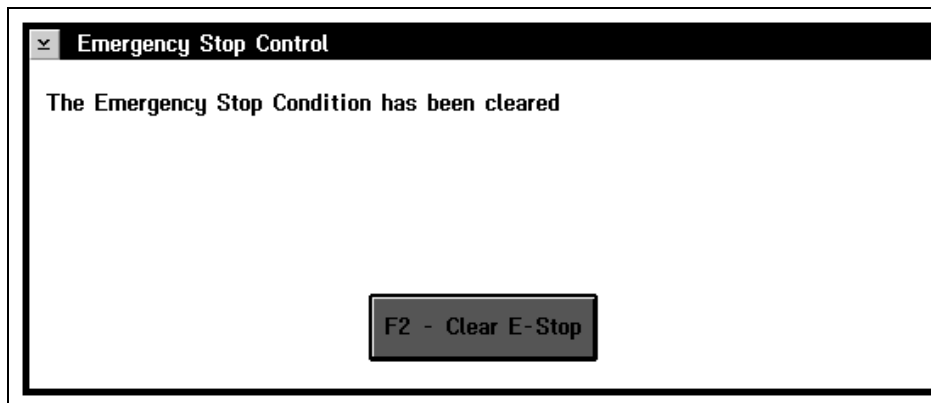 Emergency Stop Control
The Emergency Stop Condition has been cleared
F2 - Clear E-Stop